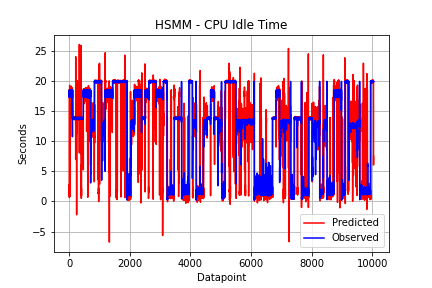 HSMM - CPU Idle Time
25
20
15
10
5
0
−5
Seconds
0
2000
4000
6000
8000
10000
Datapoint
Predicted
Observed